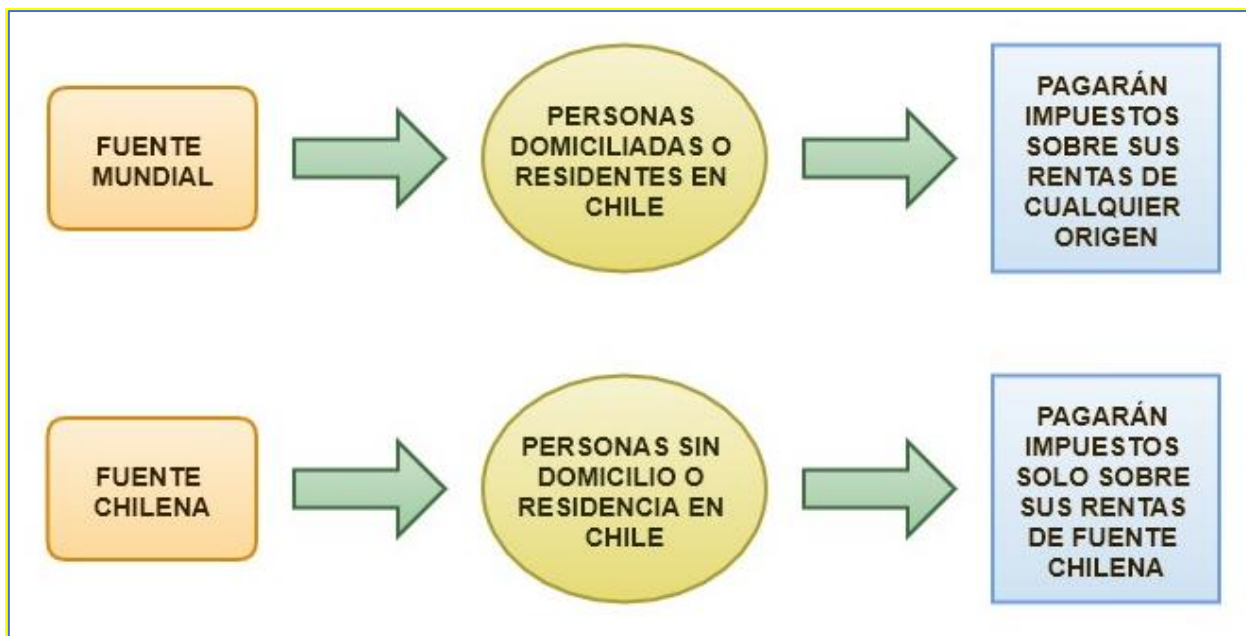 FUENTE
MUNDIAL
PERSONAS
DOMICILIADAS O
RESIDENTES EN
CHILE
PAGARÁN
IMPUESTOS
SOBRE SUS
RENTAS DE
CUALQUIER
ORIGEN
FUENTE
CHILENA
PERSONAS SIN
DOMICILIO O
RESIDENCIA EN
CHILE
PAGARÁN
IMPUESTOS
SOLO SOBRE
SUS RENTAS
DE FUENTE
CHILENA